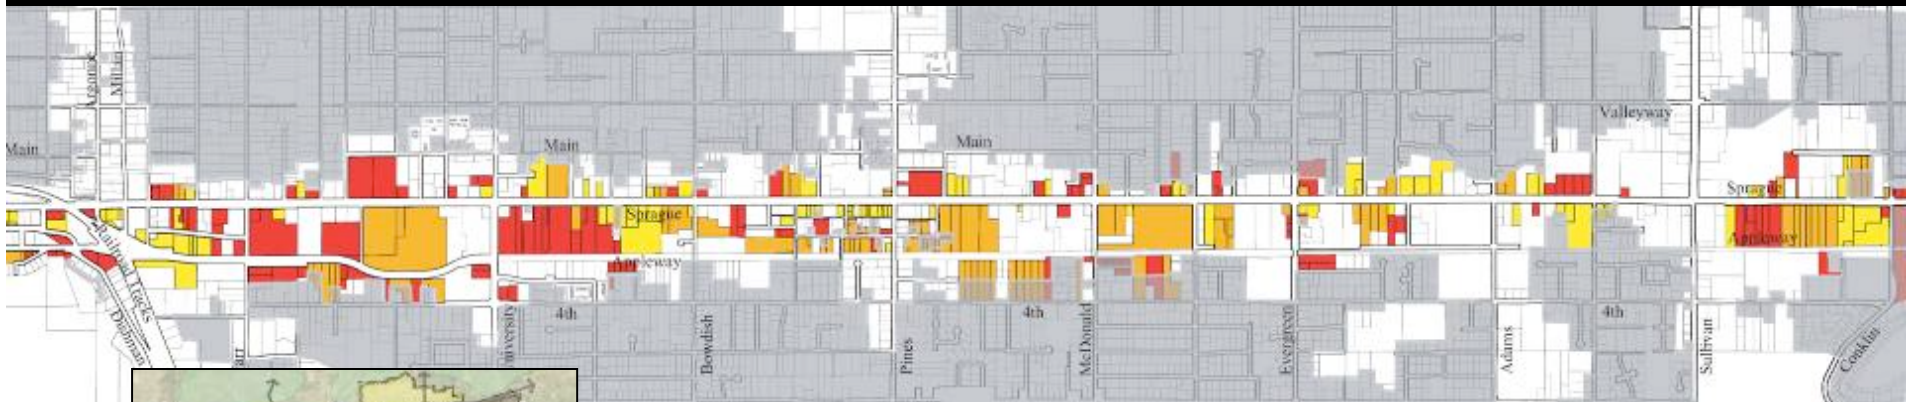 Argonne
Mullan
Main
Main
Main
Valleyway
Sprague
Sprague
Appleway
Appleway
Railroad Tracks
Dishman
4th
4th
4th
University
Bowdish
Pines
McDonald
Evergreen
Adams
Sullivan
Conklin